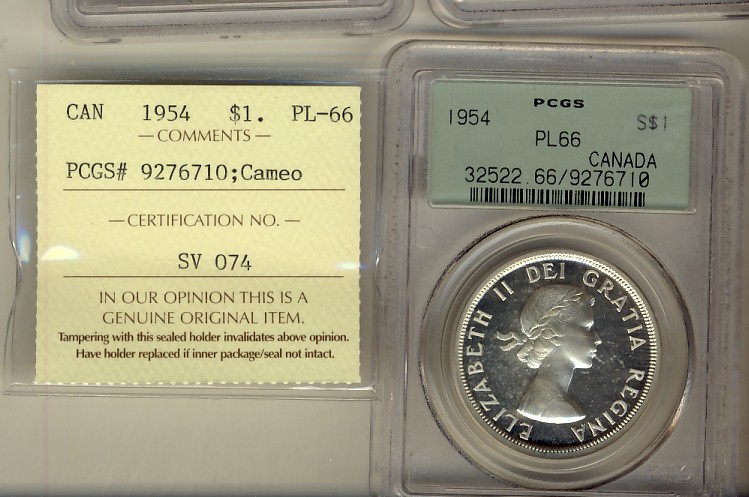 CAN 1954 $1. PL-66
— COMMENTS —
PCGS# 9276710;Cameo
— CERTIFICATION NO. —
SV 074
IN OUR OPINION THIS IS A
GENUINE ORIGINAL ITEM.
Tampering with this sealed holder invalidates above opinion.
Have holder replaced if inner package/seal not intact.
PCGS
1954 S$1
PL66
CANADA
32522.66/9276710
ELIZABETH II DEI GRATIA REGINA